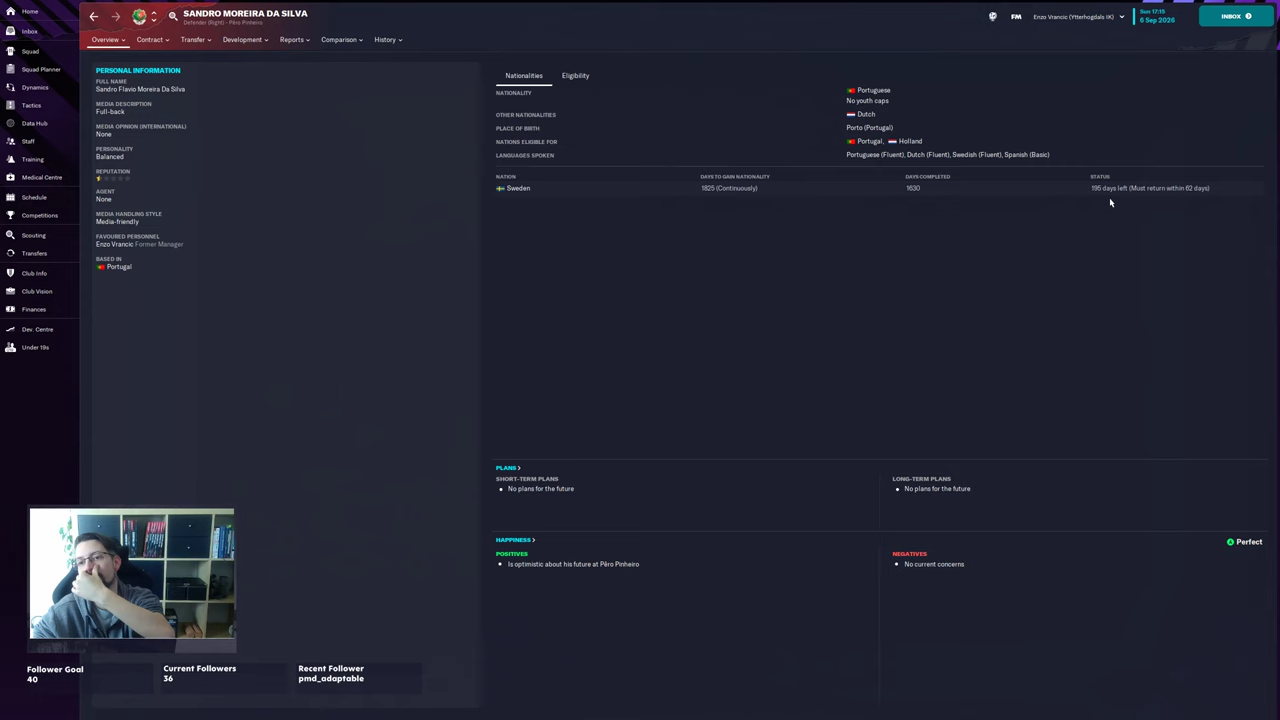 Home
Inbox
Squad
Squad Planner
Dynamics
Tactics
Data Hub
Staff
Training
Medical Centre
Schedule
Competitions
Scouting
Transfers
Club Info
Club Vision
Finances
Dev. Centre
Under 19s
SANDRO MOREIRA DA SILVA
Defender (Right) - Pêro Pinheiro
FM
Enzo Vrancic (Ytterhogdals IK)
Sun 17:15
6 Sep 2026
INBOX
Overview
Contract
Transfer
Development
Reports
Comparison
History
PERSONAL INFORMATION
FULL NAME
Sandro Flavio Moreira Da Silva
MEDIA DESCRIPTION
Full-back
MEDIA OPINION (INTERNATIONAL)
None
PERSONALITY
Balanced
REPUTATION
AGENT
None
MEDIA HANDLING STYLE
Media-friendly
FAVOURED PERSONNEL
Enzo Vrancic Former Manager
BASED IN
Portugal
Nationalities
Eligibility
NATIONALITY
Portuguese
No youth caps
OTHER NATIONALITIES
Dutch
PLACE OF BIRTH
Porto (Portugal)
NATIONS ELIGIBLE FOR
Portugal, Holland
LANGUAGES SPOKEN
Portuguese (Fluent), Dutch (Fluent), Swedish (Fluent), Spanish (Basic)
NATION DAYS TO GAIN NATIONALITY DAYS COMPLETED STATUS
Sweden 1825 (Continuously) 1630 195 days left (Must return within 62 days)
PLANS
SHORT-TERM PLANS
No plans for the future
LONG-TERM PLANS
No plans for the future
HAPPINESS
A Perfect
POSITIVES
Is optimistic about his future at Pêro Pinheiro
NEGATIVES
No current concerns
Follower Goal
40
Current Followers
36
Recent Follower
pmd_adaptable